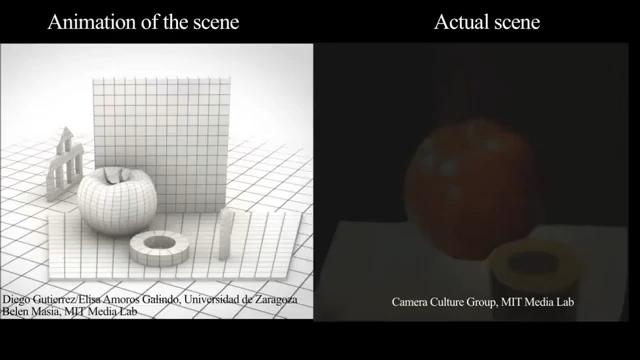 Animation of the scene
Actual scene
Diego Gutierrez/Elisa Amoros Galindo, Universidad de Zaragoza
Belen Masia, MIT Media Lab
Camera Culture Group, MIT Media Lab